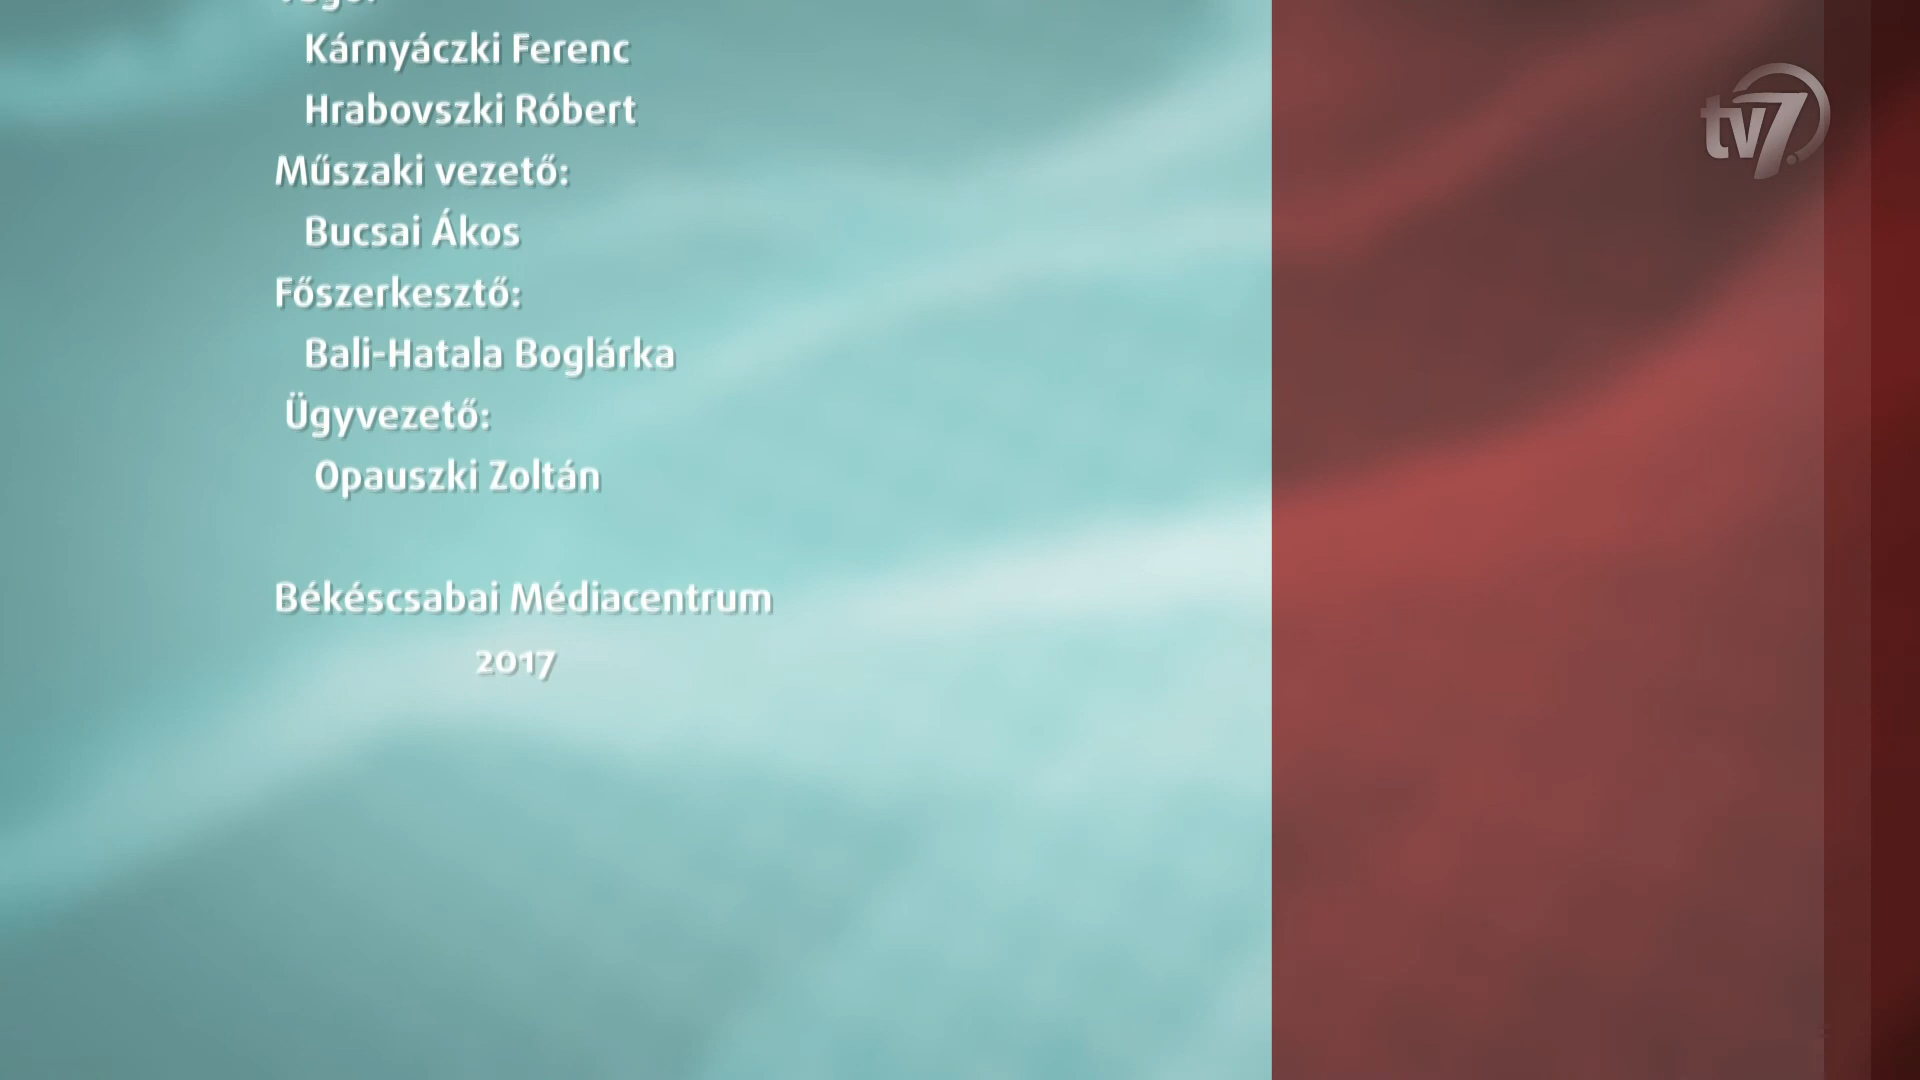 Kárnyáczki Ferenc
Hrabovszki Róbert
Műszaki vezető:
Bucsai Ákos
Főszerkesztő:
Bali-Hatala Boglárka
Ügyvezető:
Opauszki Zoltán
Békéscsabai Médiacentrum
2017
tv7